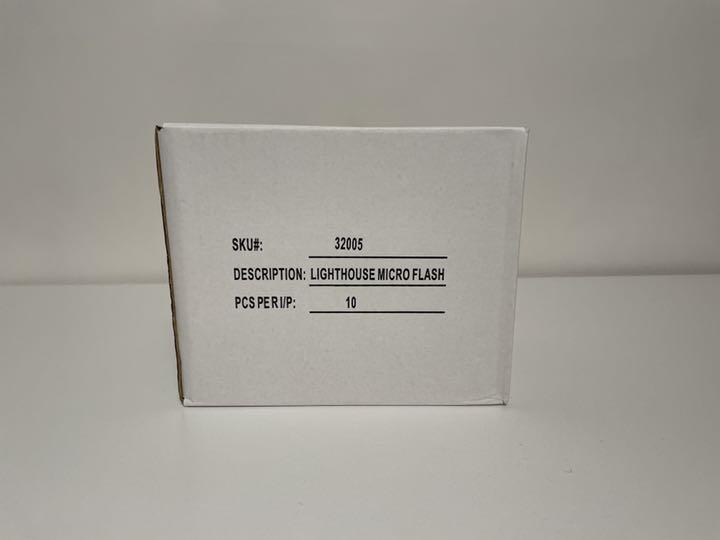 SKU#: 32005
DESCRIPTION: LIGHTHOUSE MICRO FLASH
PCS PER I/P: 10